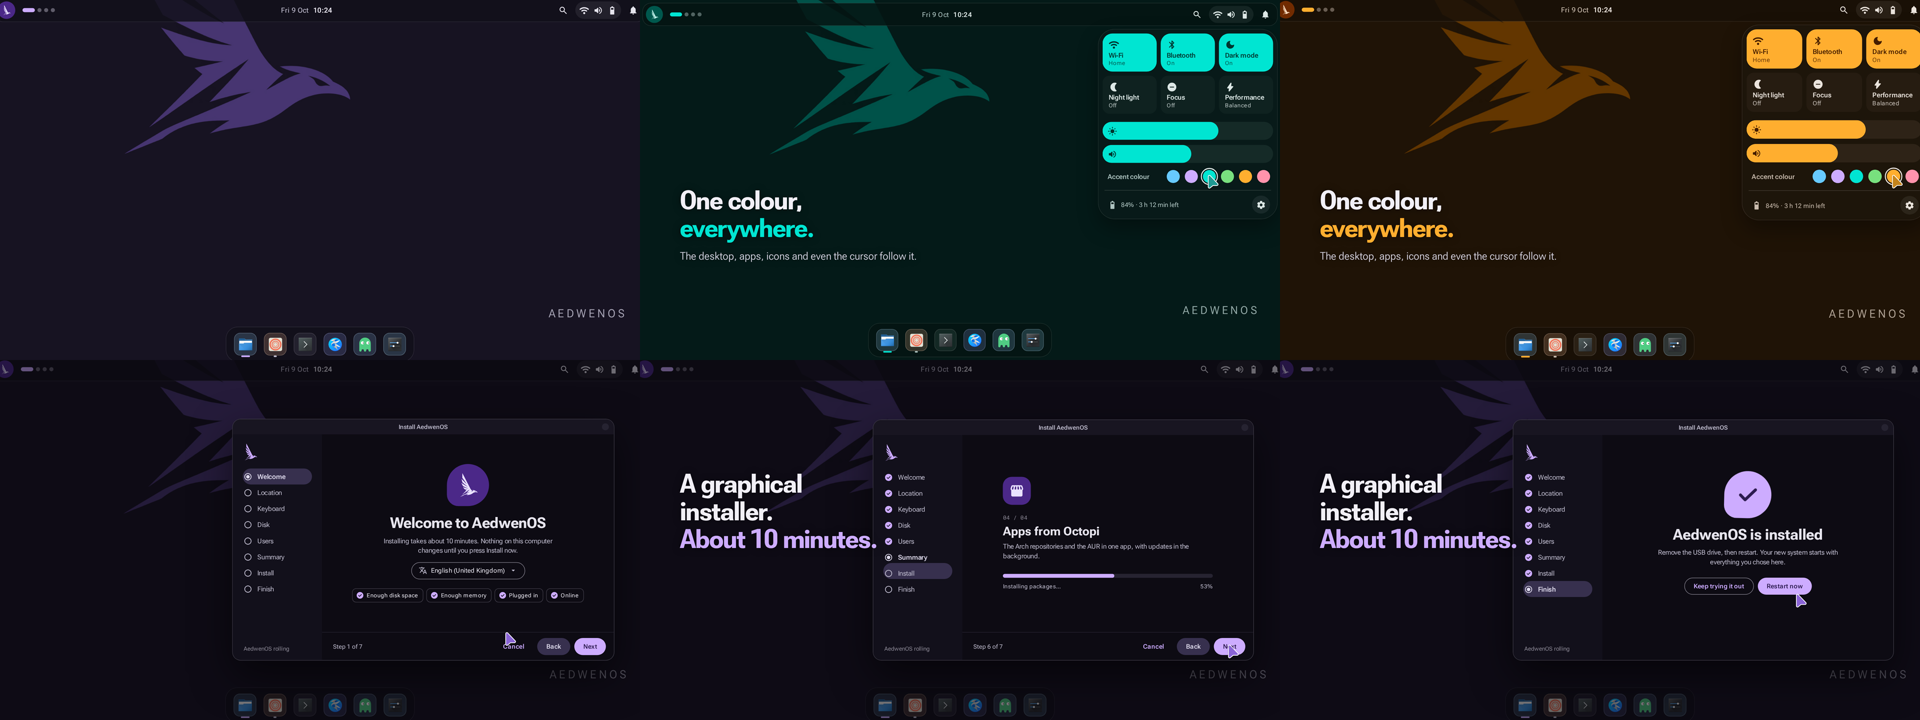 Fri 9 Oct 10:24
AEDWENOS
Fri 9 Oct 10:24
Wi-Fi
Home
Bluetooth
On
Dark mode
On
Night light
Off
Focus
Off
Performance
Balanced
Accent colour
84% · 3 h 12 min left
One colour,
everywhere.
The desktop, apps, icons and even the cursor follow it.
AEDWENOS
Fri 9 Oct 10:24
Wi-Fi
Home
Bluetooth
On
Dark mode
On
Night light
Off
Focus
Off
Performance
Balanced
Accent colour
84% · 3 h 12 min left
One colour,
everywhere.
The desktop, apps, icons and even the cursor follow it.
AEDWENOS
Fri 9 Oct 10:24
Install AedwenOS
Welcome
Location
Keyboard
Disk
Users
Summary
Install
Finish
AedwenOS rolling
Welcome to AedwenOS
Installing takes about 10 minutes. Nothing on this computer
changes until you press Install now.
English (United Kingdom)
Enough disk space
Enough memory
Plugged in
Online
Step 1 of 7
Cancel
Back
Next
AEDWENOS
Fri 9 Oct 10:24
A graphical
installer.
About 10 minutes.
Install AedwenOS
Welcome
Location
Keyboard
Disk
Users
Summary
Install
Finish
AedwenOS rolling
04 / 04
Apps from Octopi
The Arch repositories and the AUR in one app, with updates in the
background.
Installing packages...
53%
Step 6 of 7
Cancel
Back
Next
AEDWENOS
Fri 9 Oct 10:24
A graphical
installer.
About 10 minutes.
Install AedwenOS
Welcome
Location
Keyboard
Disk
Users
Summary
Install
Finish
AedwenOS rolling
AedwenOS is installed
Remove the USB drive, then restart. Your new system starts with
everything you chose here.
Keep trying it out
Restart now
AEDWENOS